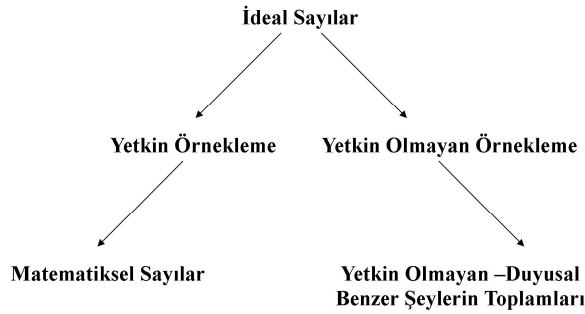 İdeal Sayılar
Yetkin Örnekleme
Yetkin Olmayan Örnekleme
Matematiksel Sayılar
Yetkin Olmayan –Duyusal
Benzer Şeylerin Toplamları